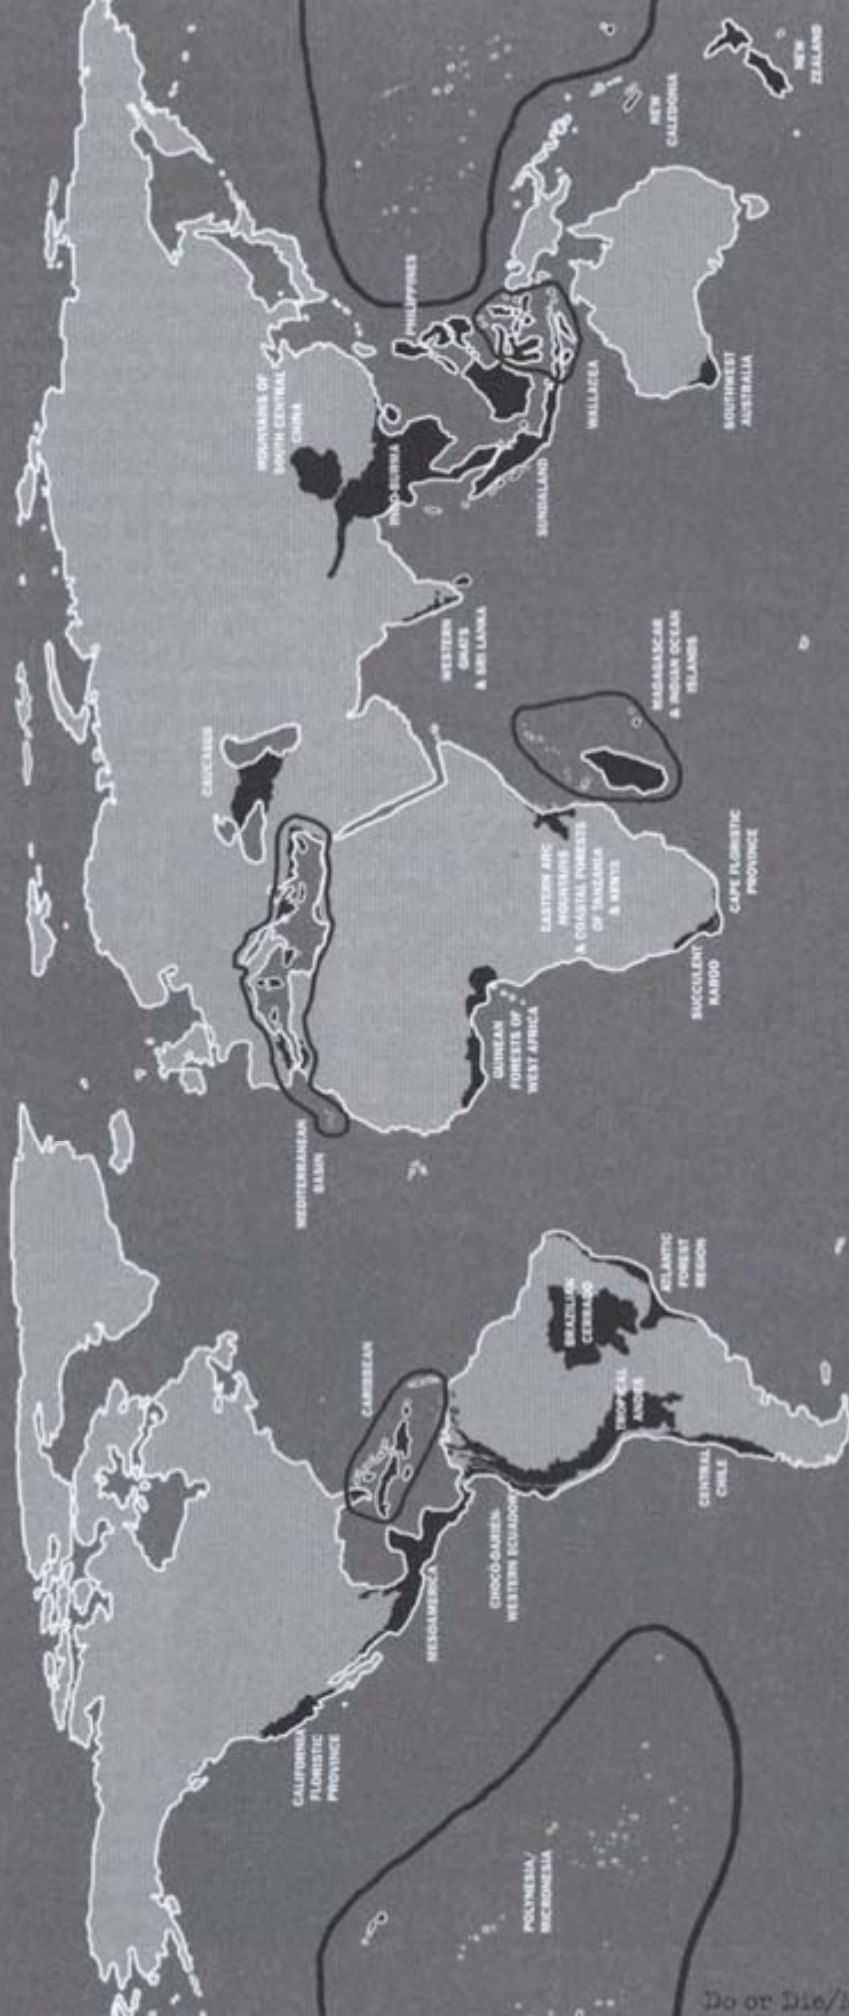 MOUNTAINS OF
SOUTH-CENTRAL
CHINA
PHILIPPINES
NEW
CALEDONIA
NEW
ZEALAND
INDO-BURMA
SUNDALAND
WALLACEA
SOUTHWEST
AUSTRALIA
CAUCASUS
WESTERN
GHATS
& SRI LANKA
MADAGASCAR
& INDIAN OCEAN
ISLANDS
EASTERN ARC
MOUNTAINS
& COASTAL FORESTS
OF TANZANIA
& KENYA
CAPE FLORISTIC
PROVINCE
SUCCULENT
KAROO
GUINEAN
FORESTS OF
WEST AFRICA
MEDITERRANEAN
BASIN
CARIBBEAN
BRAZILIAN
CERRADO
ATLANTIC
FOREST
REGION
TROPICAL
ANDES
CENTRAL
CHILE
CHOCÓ-DARIEN-
WESTERN ECUADOR
MESOAMERICA
CALIFORNIA
FLORISTIC
PROVINCE
POLYNESIA/
MICRONESIA
Do or Die/